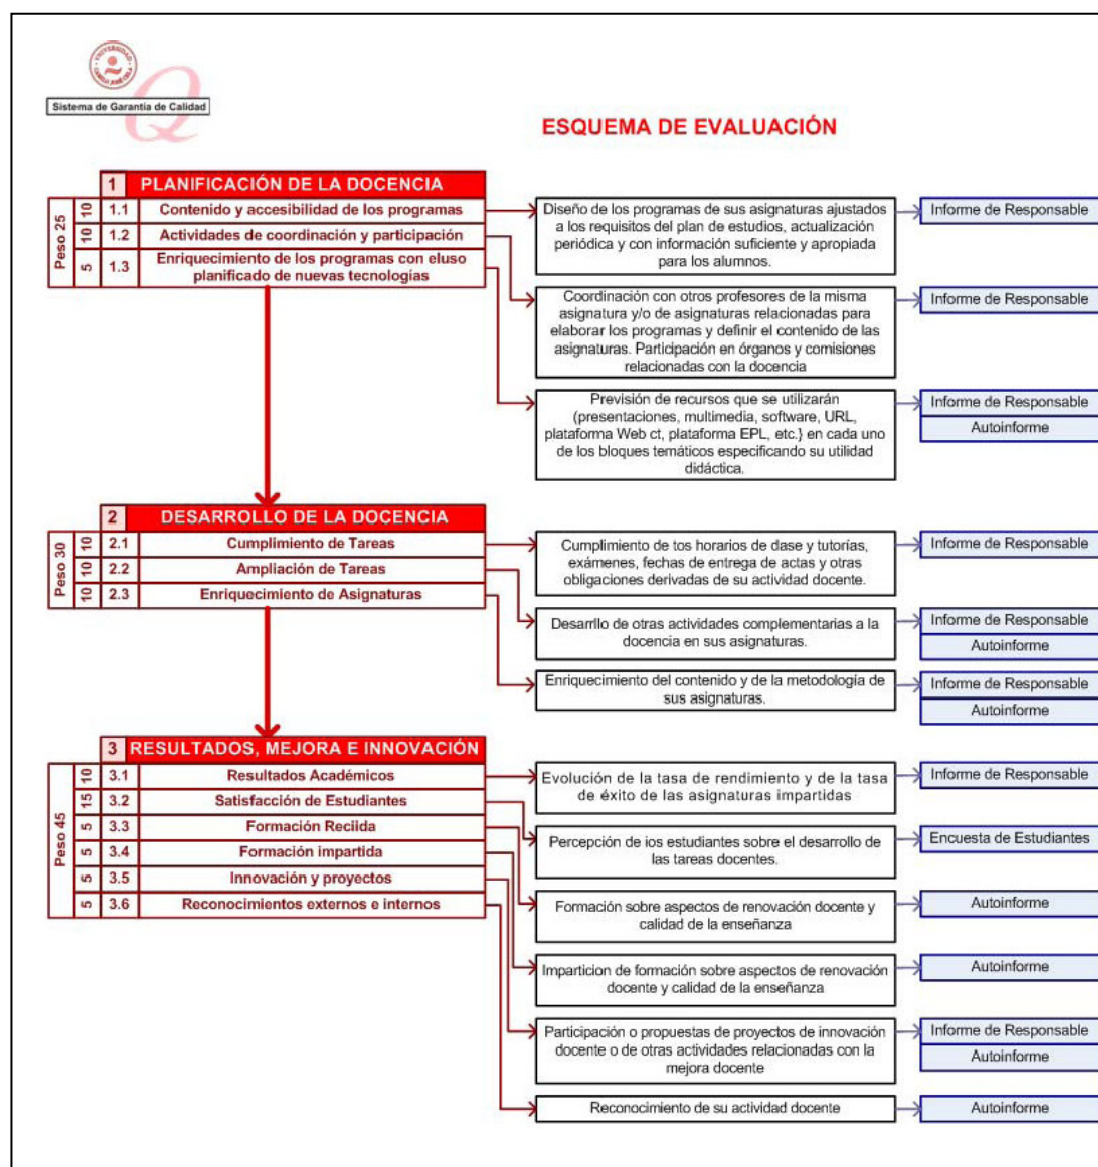 UNIVERSIDAD
CAMILO JOSÉ CELA
Q
Sistema de Garantía de Calidad
ESQUEMA DE EVALUACIÓN
1 PLANIFICACIÓN DE LA DOCENCIA
Peso 25
10 1.1 Contenido y accesibilidad de los programas
10 1.2 Actividades de coordinación y participación
5 1.3 Enriquecimiento de los programas con eluso
planificado de nuevas tecnologías
Diseño de los programas de sus asignaturas ajustados
a los requisitos del plan de estudios, actualización
periódica y con información suficiente y apropiada
para los alumnos.
Informe de Responsable
Coordinación con otros profesores de la misma
asignatura y/o de asignaturas relacionadas para
elaborar los programas y definir el contenido de las
asignaturas. Participación en órganos y comisiones
relacionadas con la docencia
Informe de Responsable
Previsión de recursos que se utilizarán
(presentaciones, multimedia, software, URL,
plataforma Web ct, plataforma EPL, etc.} en cada uno
de los bloques temáticos especificando su utilidad
didáctica.
Informe de Responsable
Autoinforme
2 DESARROLLO DE LA DOCENCIA
Peso 30
10 2.1 Cumplimiento de Tareas
10 2.2 Ampliación de Tareas
10 2.3 Enriquecimiento de Asignaturas
Cumplimiento de tos horarios de clase y tutorías,
exámenes, fechas de entrega de actas y otras
obligaciones derivadas de su actividad docente.
Informe de Responsable
Desarrllo de otras actividades complementarias a la
docencia en sus asignaturas.
Informe de Responsable
Autoinforme
Enriquecimiento del contenido y de la metodología de
sus asignaturas.
Informe de Responsable
Autoinforme
3 RESULTADOS, MEJORA E INNOVACIÓN
Peso 45
10 3.1 Resultados Académicos
15 3.2 Satisfacción de Estudiantes
5 3.3 Formación Reciida
5 3.4 Formación impartida
5 3.5 Innovación y proyectos
5 3.6 Reconocimientos externos e internos
Evolución de la tasa de rendimiento y de la tasa
de éxito de las asignaturas impartidas
Informe de Responsable
Percepción de ios estudiantes sobre el desarrollo de
las tareas docentes.
Encuesta de Estudiantes
Formación sobre aspectos de renovación docente y
calidad de la enseñanza
Autoinforme
Imparticion de formación sobre aspectos de renovación
docente y calidad de la enseñanza
Autoinforme
Participación o propuestas de proyectos de innovación
docente o de otras actividades relacionadas con la
mejora docente
Informe de Responsable
Autoinforme
Reconocimiento de su actividad docente
Autoinforme